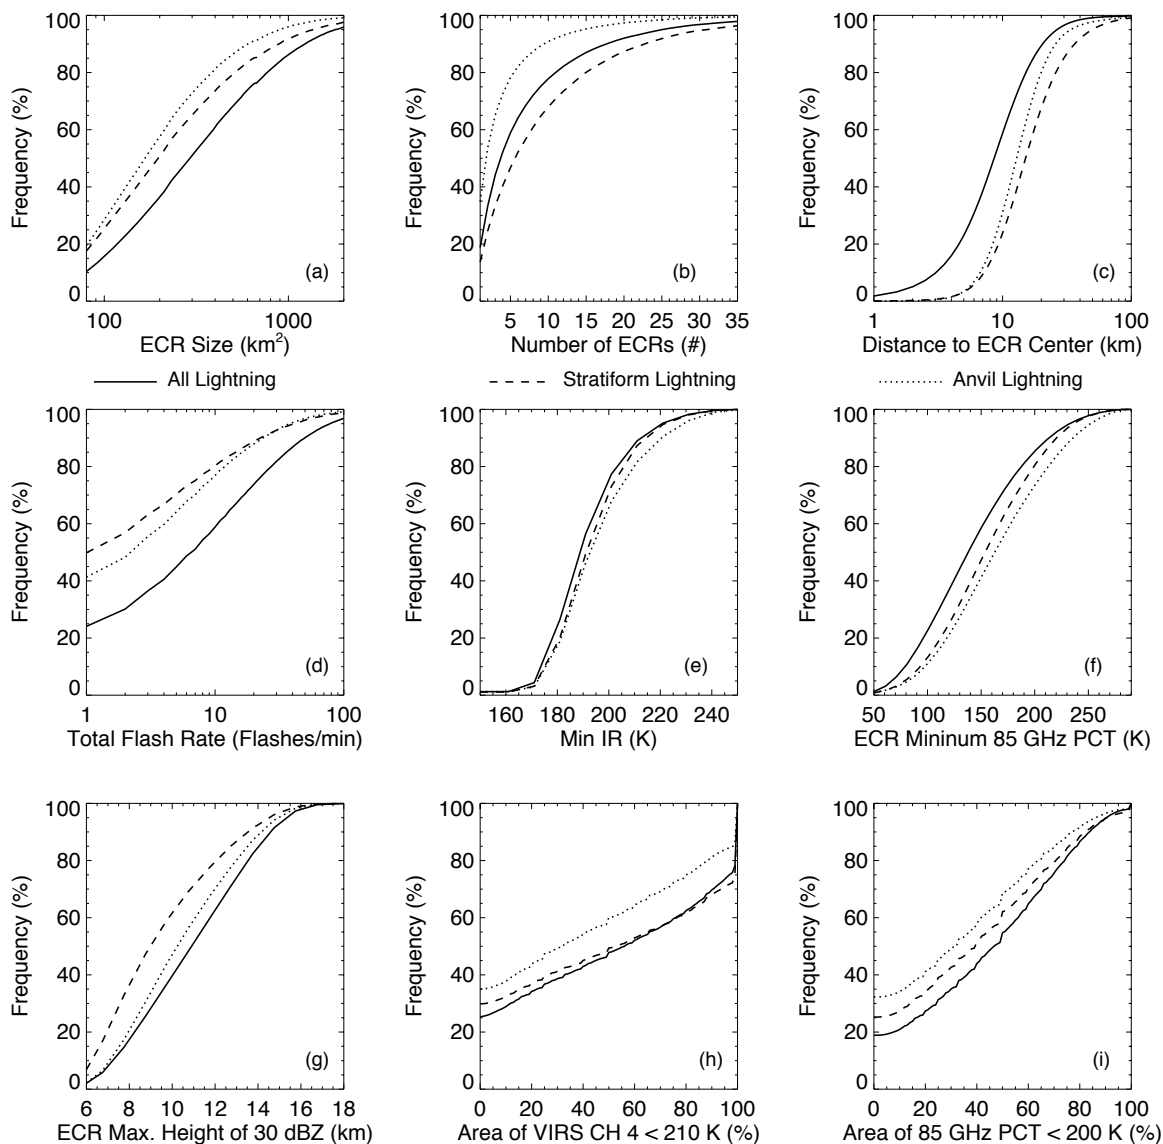 100
80
60
40
20
0
Frequency (%)
(a)
100 1000
ECR Size (km²)
100
80
60
40
20
0
Frequency (%)
(b)
5 10 15 20 25 30 35
Number of ECRs (#)
100
80
60
40
20
0
Frequency (%)
(c)
1 10 100
Distance to ECR Center (km)
All Lightning
Stratiform Lightning
Anvil Lightning
100
80
60
40
20
0
Frequency (%)
(d)
1 10 100
Total Flash Rate (Flashes/min)
100
80
60
40
20
0
Frequency (%)
(e)
160 180 200 220 240
Min IR (K)
100
80
60
40
20
0
Frequency (%)
(f)
50 100 150 200 250
ECR Mininum 85 GHz PCT (K)
100
80
60
40
20
0
Frequency (%)
(g)
6 8 10 12 14 16 18
ECR Max. Height of 30 dBZ (km)
100
80
60
40
20
0
Frequency (%)
(h)
0 20 40 60 80 100
Area of VIRS CH 4 < 210 K (%)
100
80
60
40
20
0
Frequency (%)
(i)
0 20 40 60 80 100
Area of 85 GHz PCT < 200 K (%)